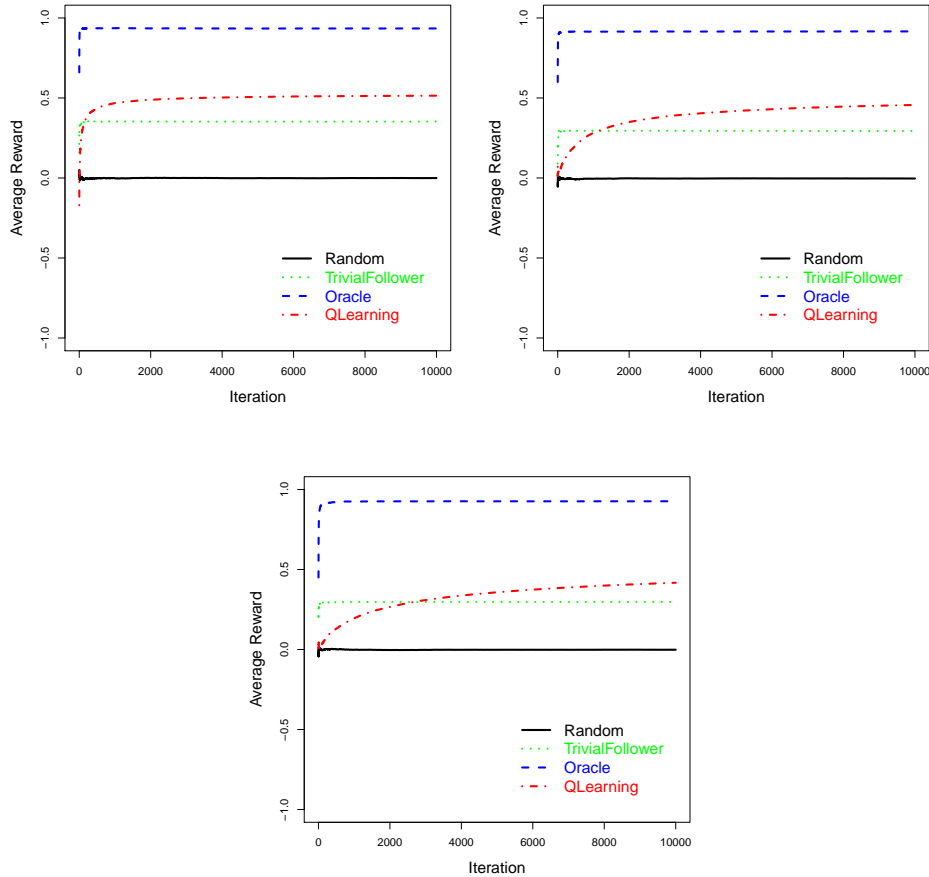 1.0
0.5
0.0
−0.5
−1.0
Average Reward
Random
TrivialFollower
Oracle
QLearning
0 2000 4000 6000 8000 10000
Iteration
1.0
0.5
0.0
−0.5
−1.0
Average Reward
Random
TrivialFollower
Oracle
QLearning
0 2000 4000 6000 8000 10000
Iteration
1.0
0.5
0.0
−0.5
−1.0
Average Reward
Random
TrivialFollower
Oracle
QLearning
0 2000 4000 6000 8000 10000
Iteration